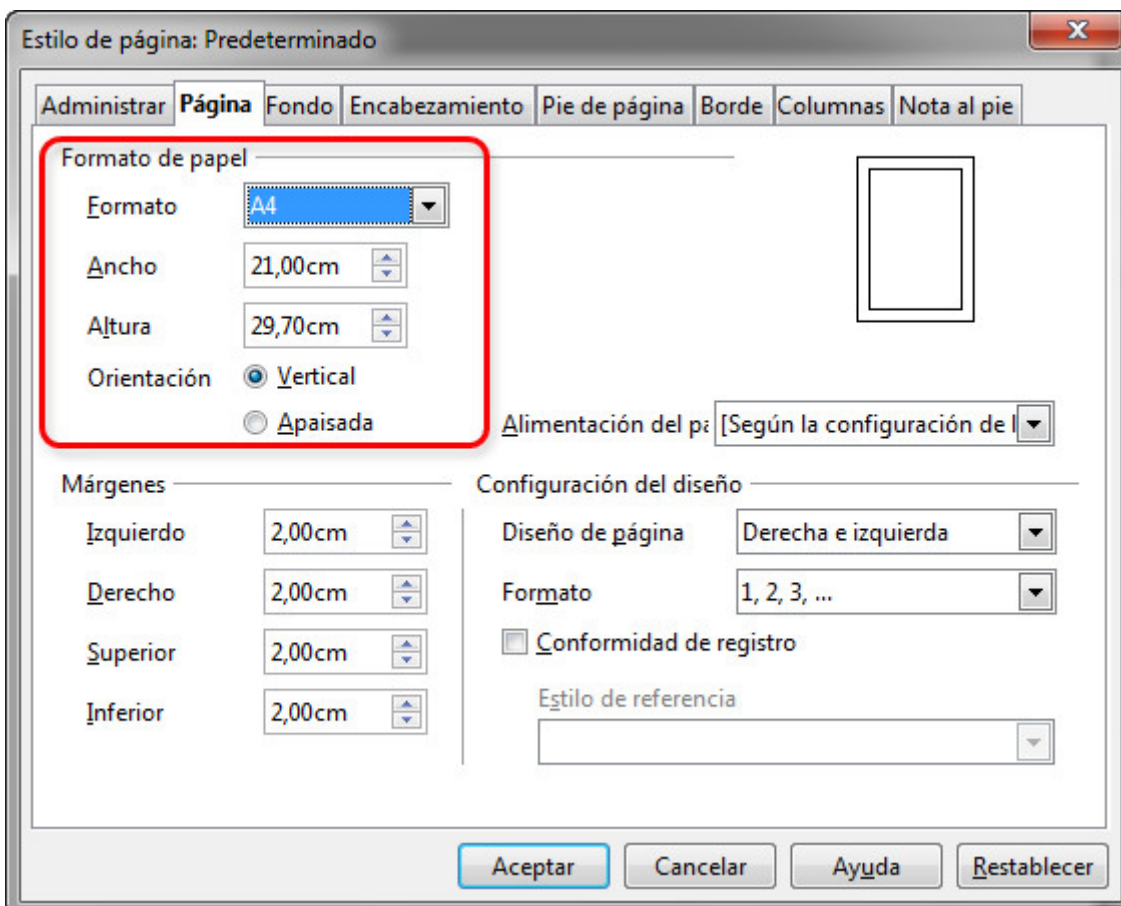 Estilo de página: Predeterminado
Administrar Página Fondo Encabezamiento Pie de página Borde Columnas Nota al pie
Formato de papel
Formato A4
Ancho 21,00cm
Altura 29,70cm
Orientación Vertical
Apaisada
Alimentación del pa [Según la configuración de l
Márgenes
Izquierdo 2,00cm
Derecho 2,00cm
Superior 2,00cm
Inferior 2,00cm
Configuración del diseño
Diseño de página Derecha e izquierda
Formato 1, 2, 3, ...
Conformidad de registro
Estilo de referencia
Aceptar Cancelar Ayuda Restablecer